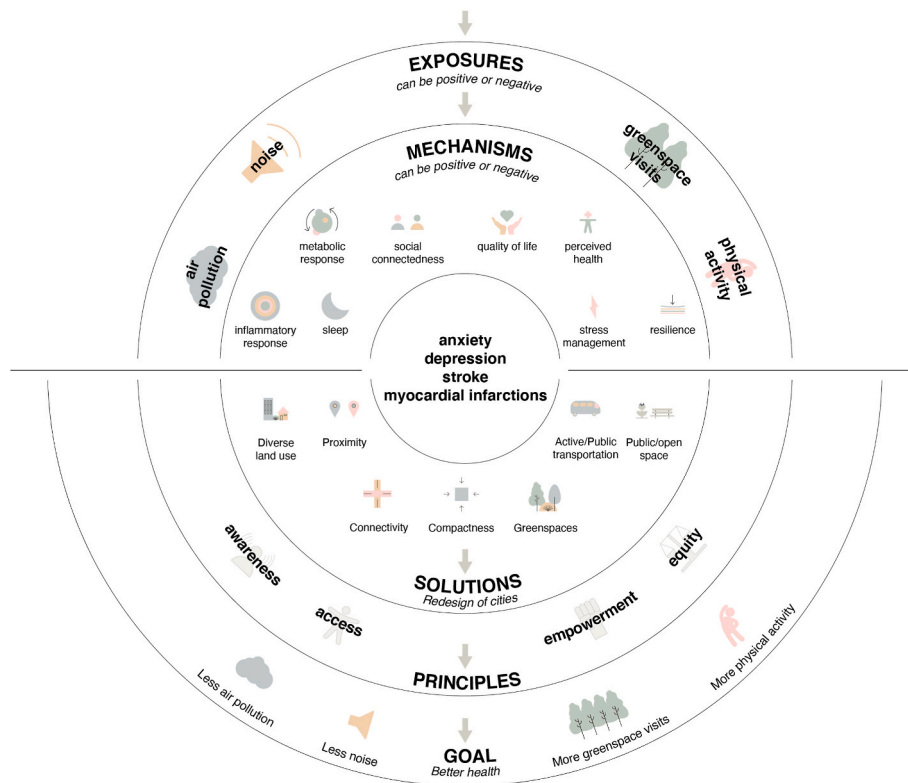 EXPOSURES
can be positive or negative
noise
greenspace
visits
MECHANISMS
can be positive or negative
air
pollution
physical
activity
metabolic
response
social
connectedness
quality of life
perceived
health
inflammatory
response
sleep
stress
management
resilience
anxiety
depression
stroke
myocardial infarctions
Diverse
land use
Proximity
Active/Public
transportation
Public/open
space
Connectivity
Compactness
Greenspaces
SOLUTIONS
Redesign of cities
awareness
access
empowerment
equity
PRINCIPLES
Less air pollution
Less noise
More greenspace visits
More physical activity
GOAL
Better health